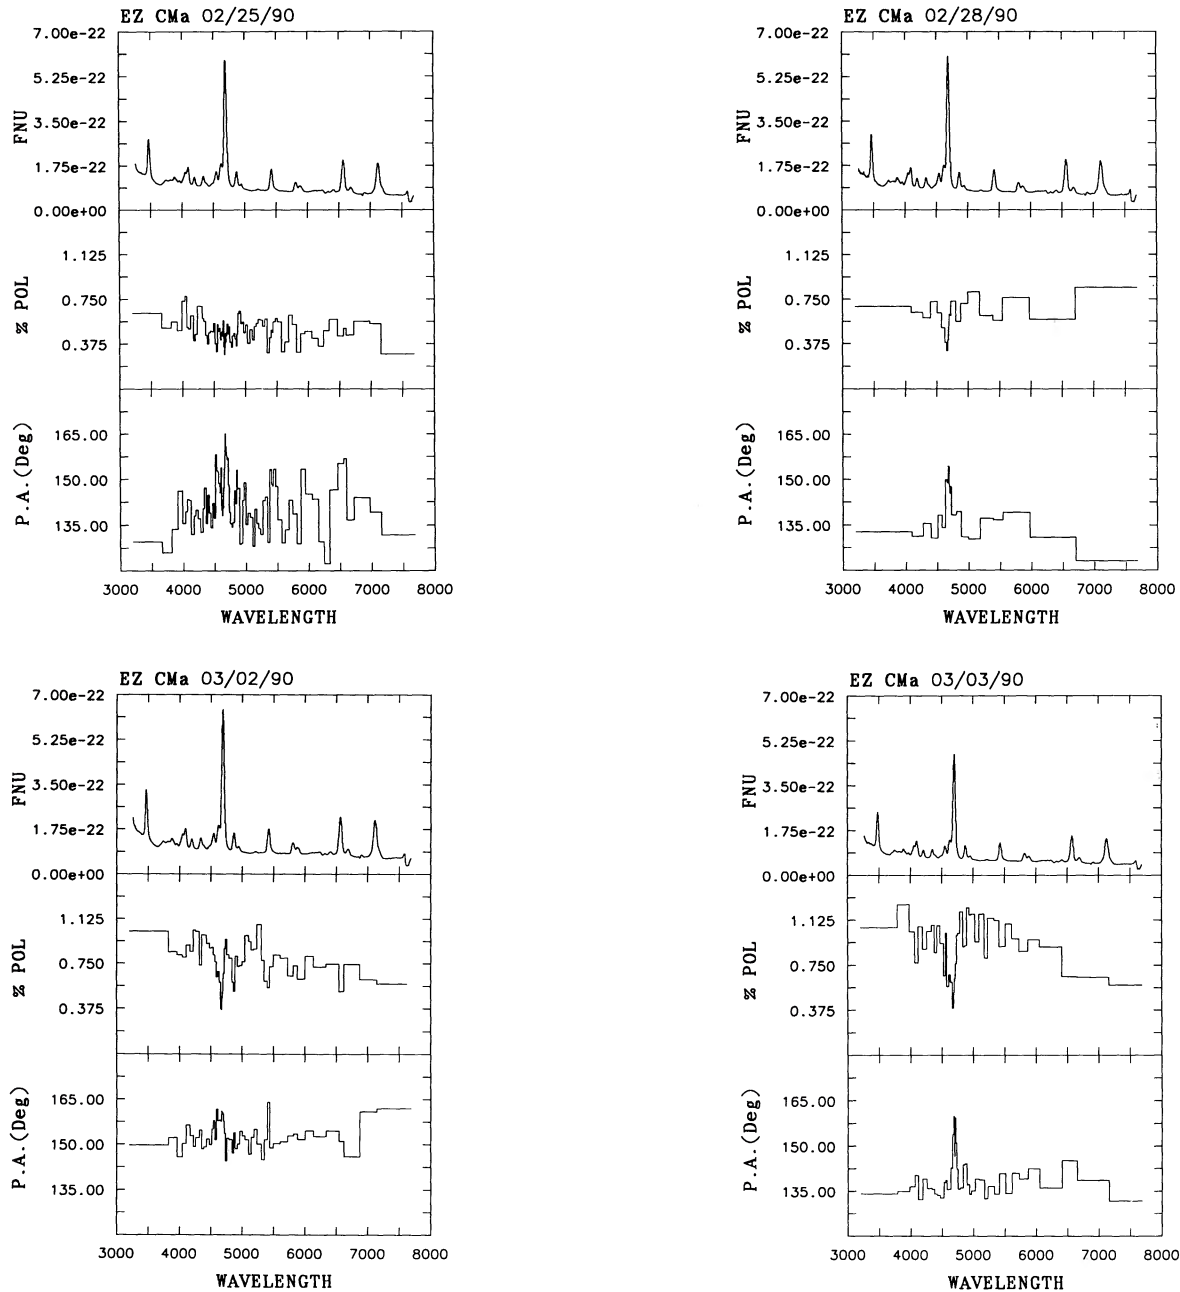 EZ CMa 02/25/90
7.00e-22
5.25e-22
3.50e-22
1.75e-22
0.00e+00
FNU
1.125
0.750
0.375
% POL
165.00
150.00
135.00
P.A.(Deg)
3000 4000 5000 6000 7000 8000
WAVELENGTH
EZ CMa 02/28/90
7.00e-22
5.25e-22
3.50e-22
1.75e-22
0.00e+00
FNU
1.125
0.750
0.375
% POL
165.00
150.00
135.00
P.A.(Deg)
3000 4000 5000 6000 7000 8000
WAVELENGTH
EZ CMa 03/02/90
7.00e-22
5.25e-22
3.50e-22
1.75e-22
0.00e+00
FNU
1.125
0.750
0.375
% POL
165.00
150.00
135.00
P.A.(Deg)
3000 4000 5000 6000 7000 8000
WAVELENGTH
EZ CMa 03/03/90
7.00e-22
5.25e-22
3.50e-22
1.75e-22
0.00e+00
FNU
1.125
0.750
0.375
% POL
165.00
150.00
135.00
P.A.(Deg)
3000 4000 5000 6000 7000 8000
WAVELENGTH